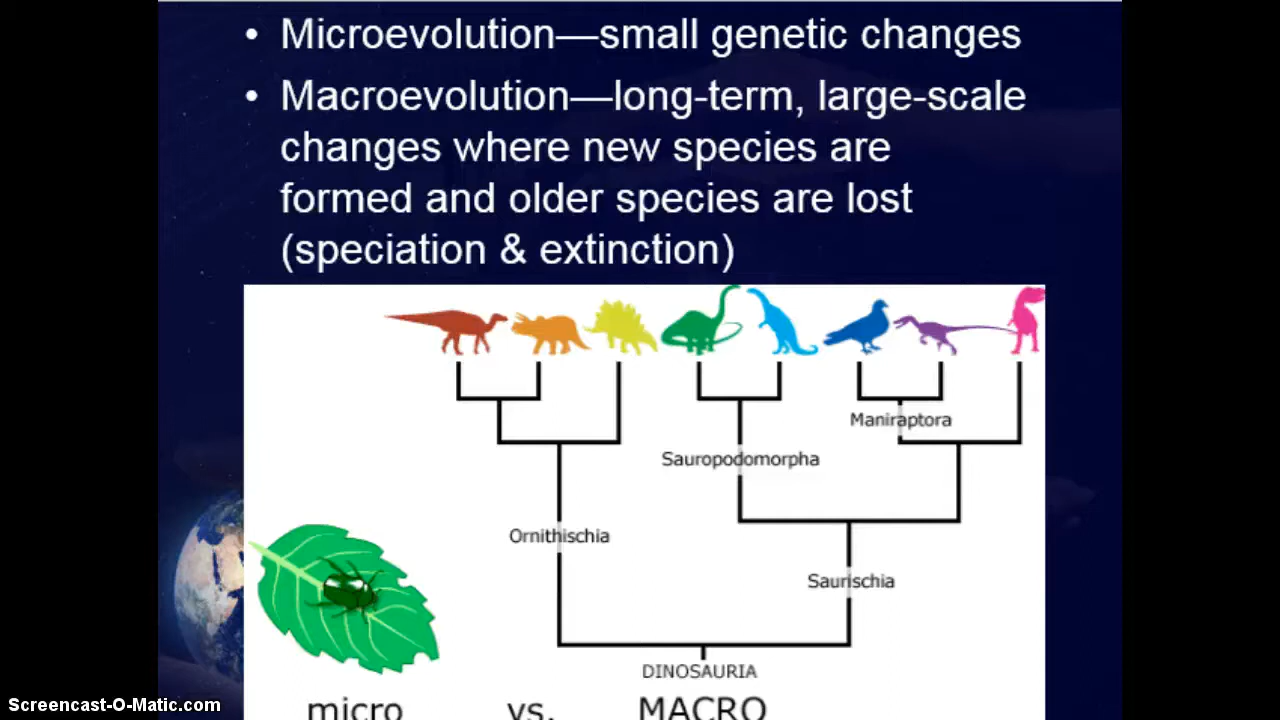 • Microevolution—small genetic changes
• Macroevolution—long-term, large-scale
changes where new species are
formed and older species are lost
(speciation & extinction)
Maniraptora
Sauropodomorpha
Ornithischia
Saurischia
DINOSAURIA
micro vs. MACRO
Screencast-O-Matic.com